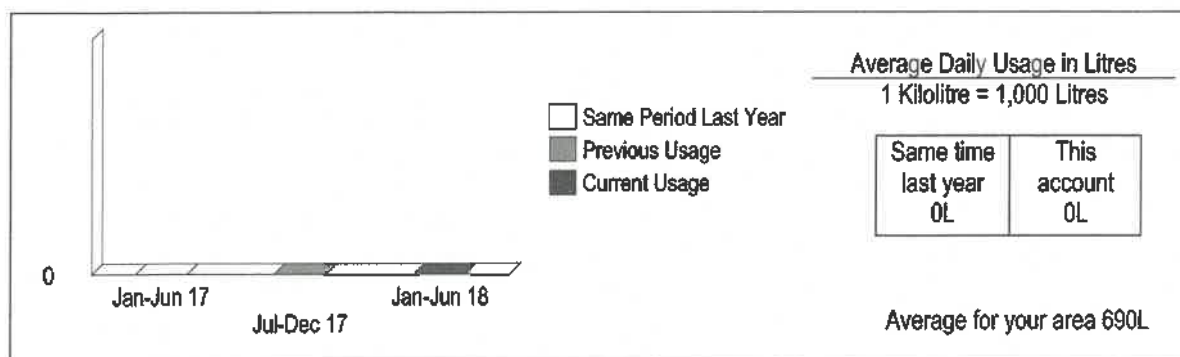 0
Jan-Jun 17
Jul-Dec 17
Jan-Jun 18
Same Period Last Year
Previous Usage
Current Usage
Average Daily Usage in Litres
1 Kilolitre = 1,000 Litres
Same time
last year
0L
This
account
0L
Average for your area 690L